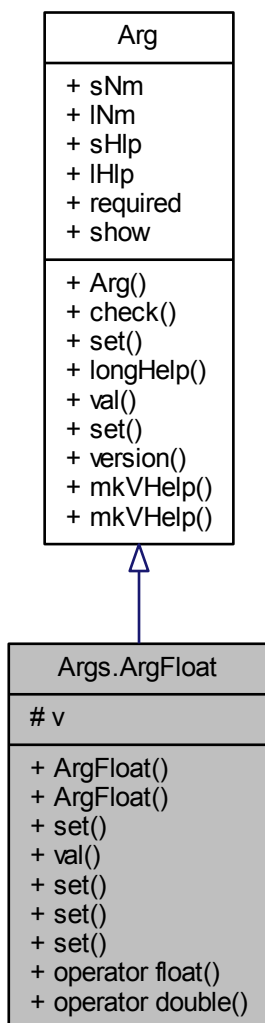 Arg
+ sNm
+ lNm
+ sHlp
+ lHlp
+ required
+ show
+ Arg()
+ check()
+ set()
+ longHelp()
+ val()
+ set()
+ version()
+ mkVHelp()
+ mkVHelp()
Args.ArgFloat
# v
+ ArgFloat()
+ ArgFloat()
+ set()
+ val()
+ set()
+ set()
+ set()
+ operator float()
+ operator double()